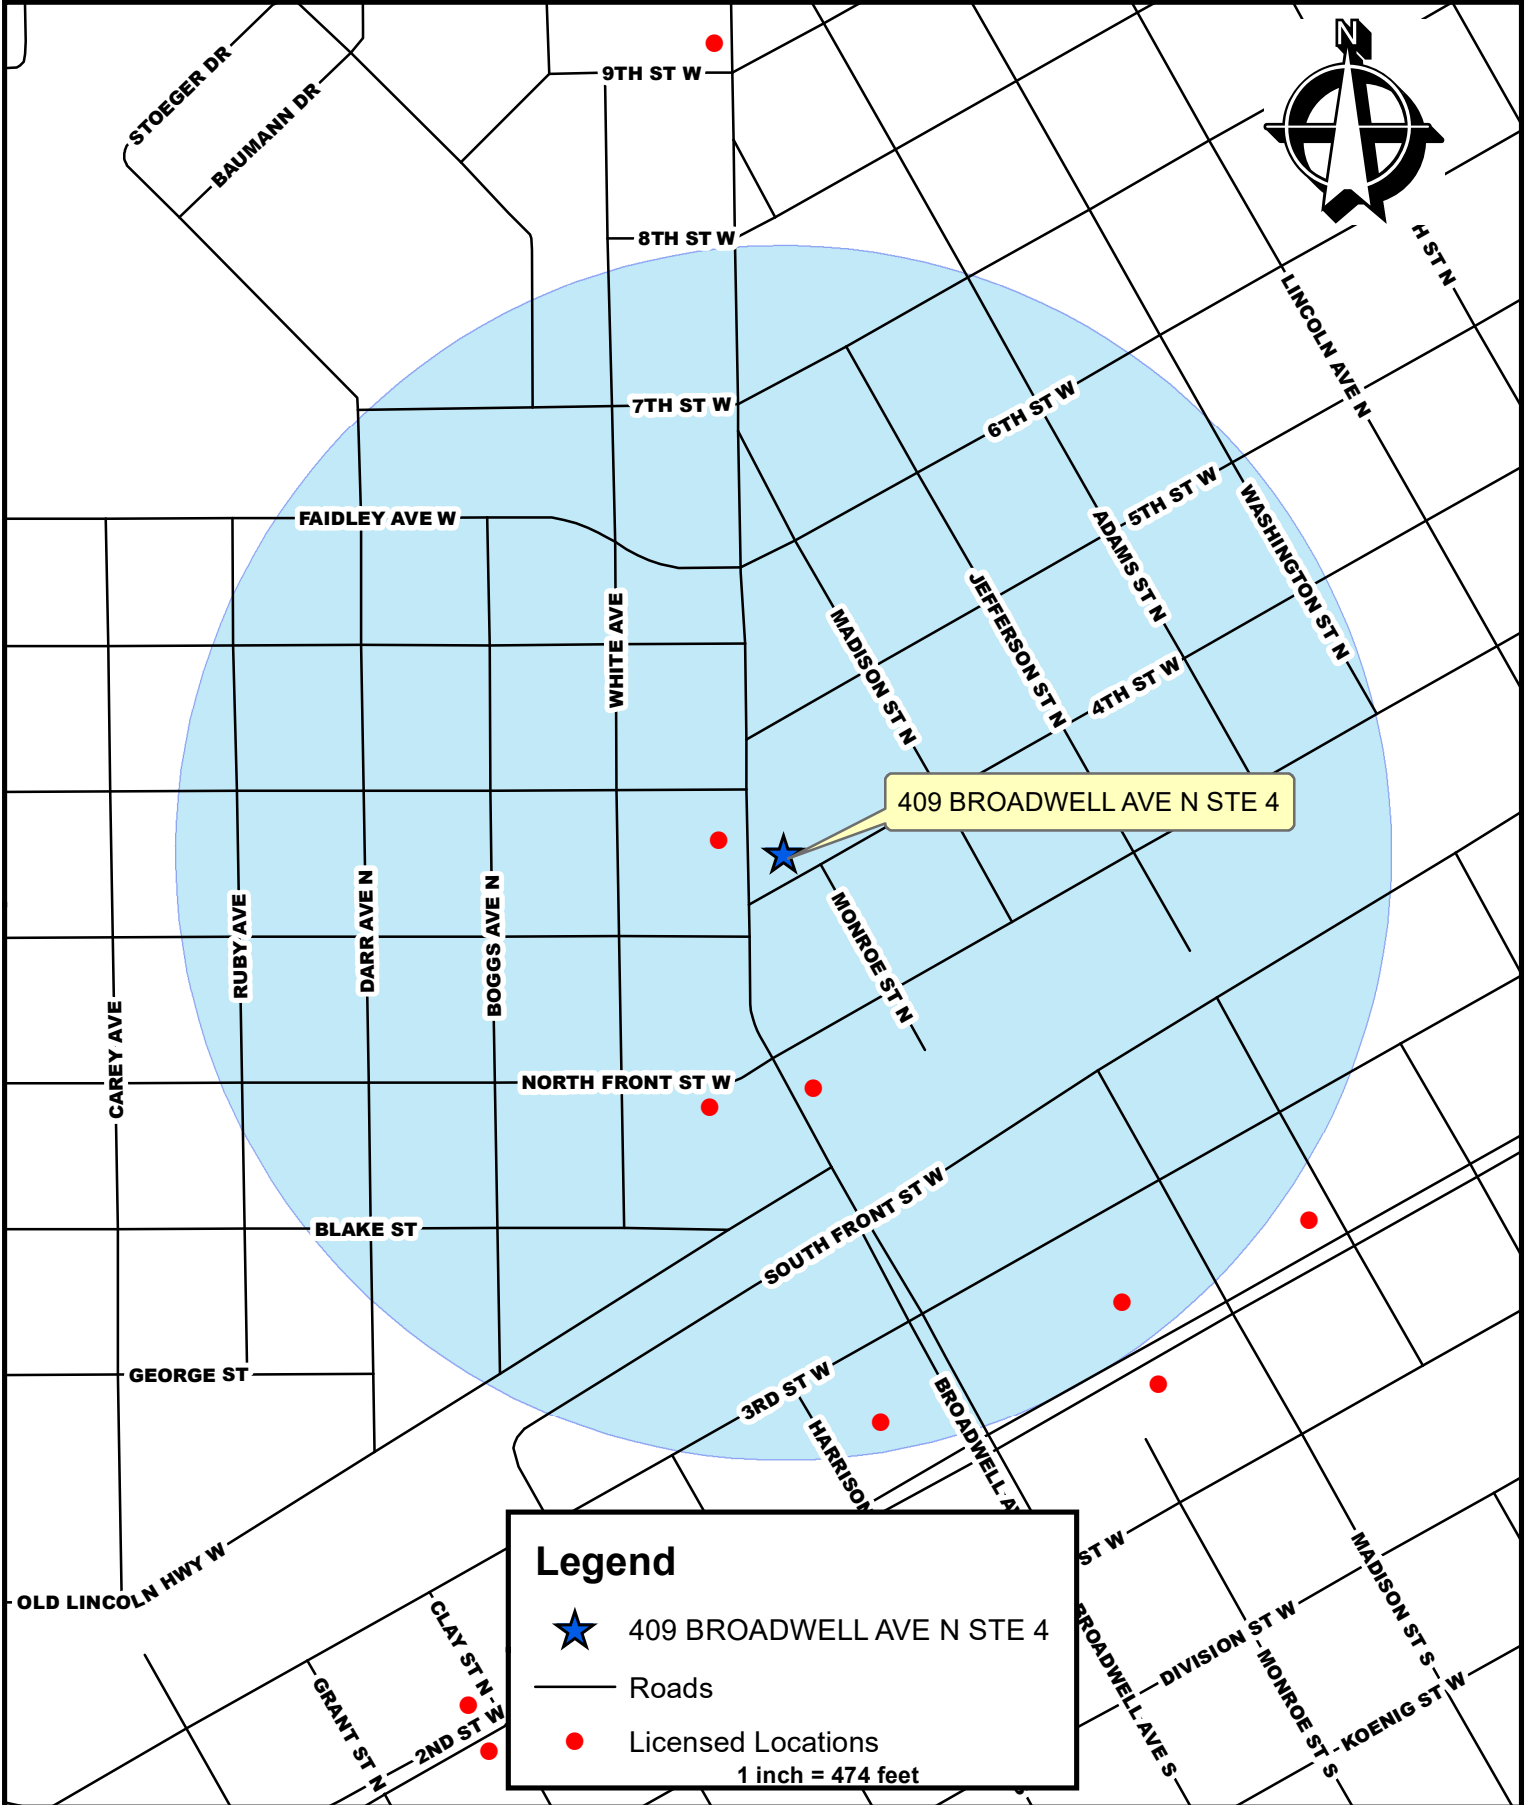 N
STOEGER DR
BAUMANN DR
9TH ST W
8TH ST W
H ST N
LINCOLN AVE N
7TH ST W
6TH ST W
5TH ST W
FAIDLEY AVE W
WASHINGTON ST N
ADAMS ST N
JEFFERSON ST N
WHITE AVE
MADISON ST N
4TH ST W
409 BROADWELL AVE N STE 4
RUBY AVE
DARR AVE N
BOGGS AVE N
MONROE ST N
CAREY AVE
NORTH FRONT ST W
SOUTH FRONT ST W
BLAKE ST
GEORGE ST
3RD ST W
HARRISON
BROADWELL AV
OLD LINCOLN HWY W
ST W
MADISON ST S
CLAY ST N
GRANT ST N
2ND ST W
BROADWELL AVE S
DIVISION ST W
MONROE ST S
KOENIG ST W
Legend
409 BROADWELL AVE N STE 4
Roads
Licensed Locations
1 inch = 474 feet